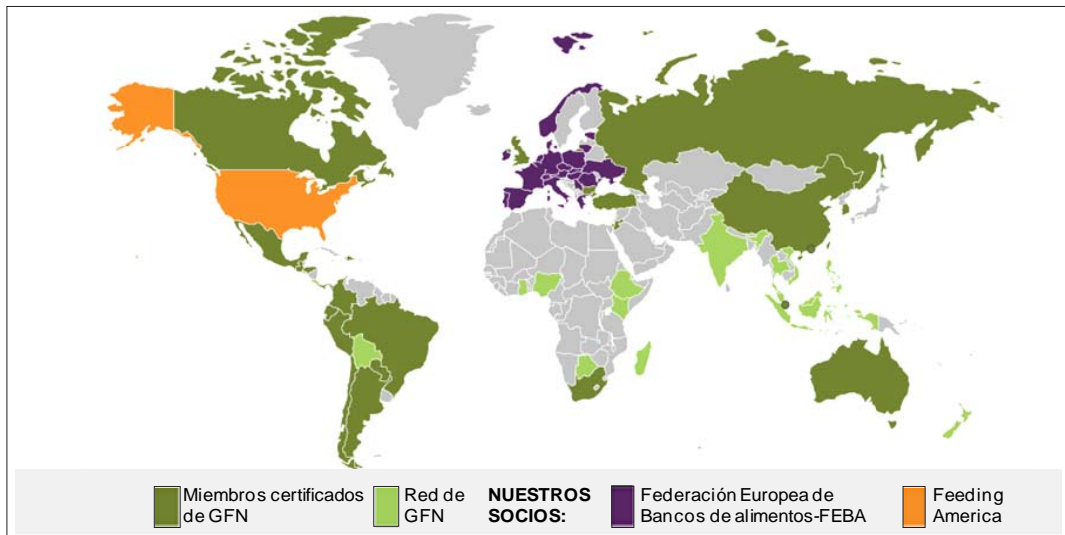 Miembros certificados
de GFN
Red de
GFN
NUESTROS
SOCIOS:
Federación Europea de
Bancos de alimentos-FEBA
Feeding
America